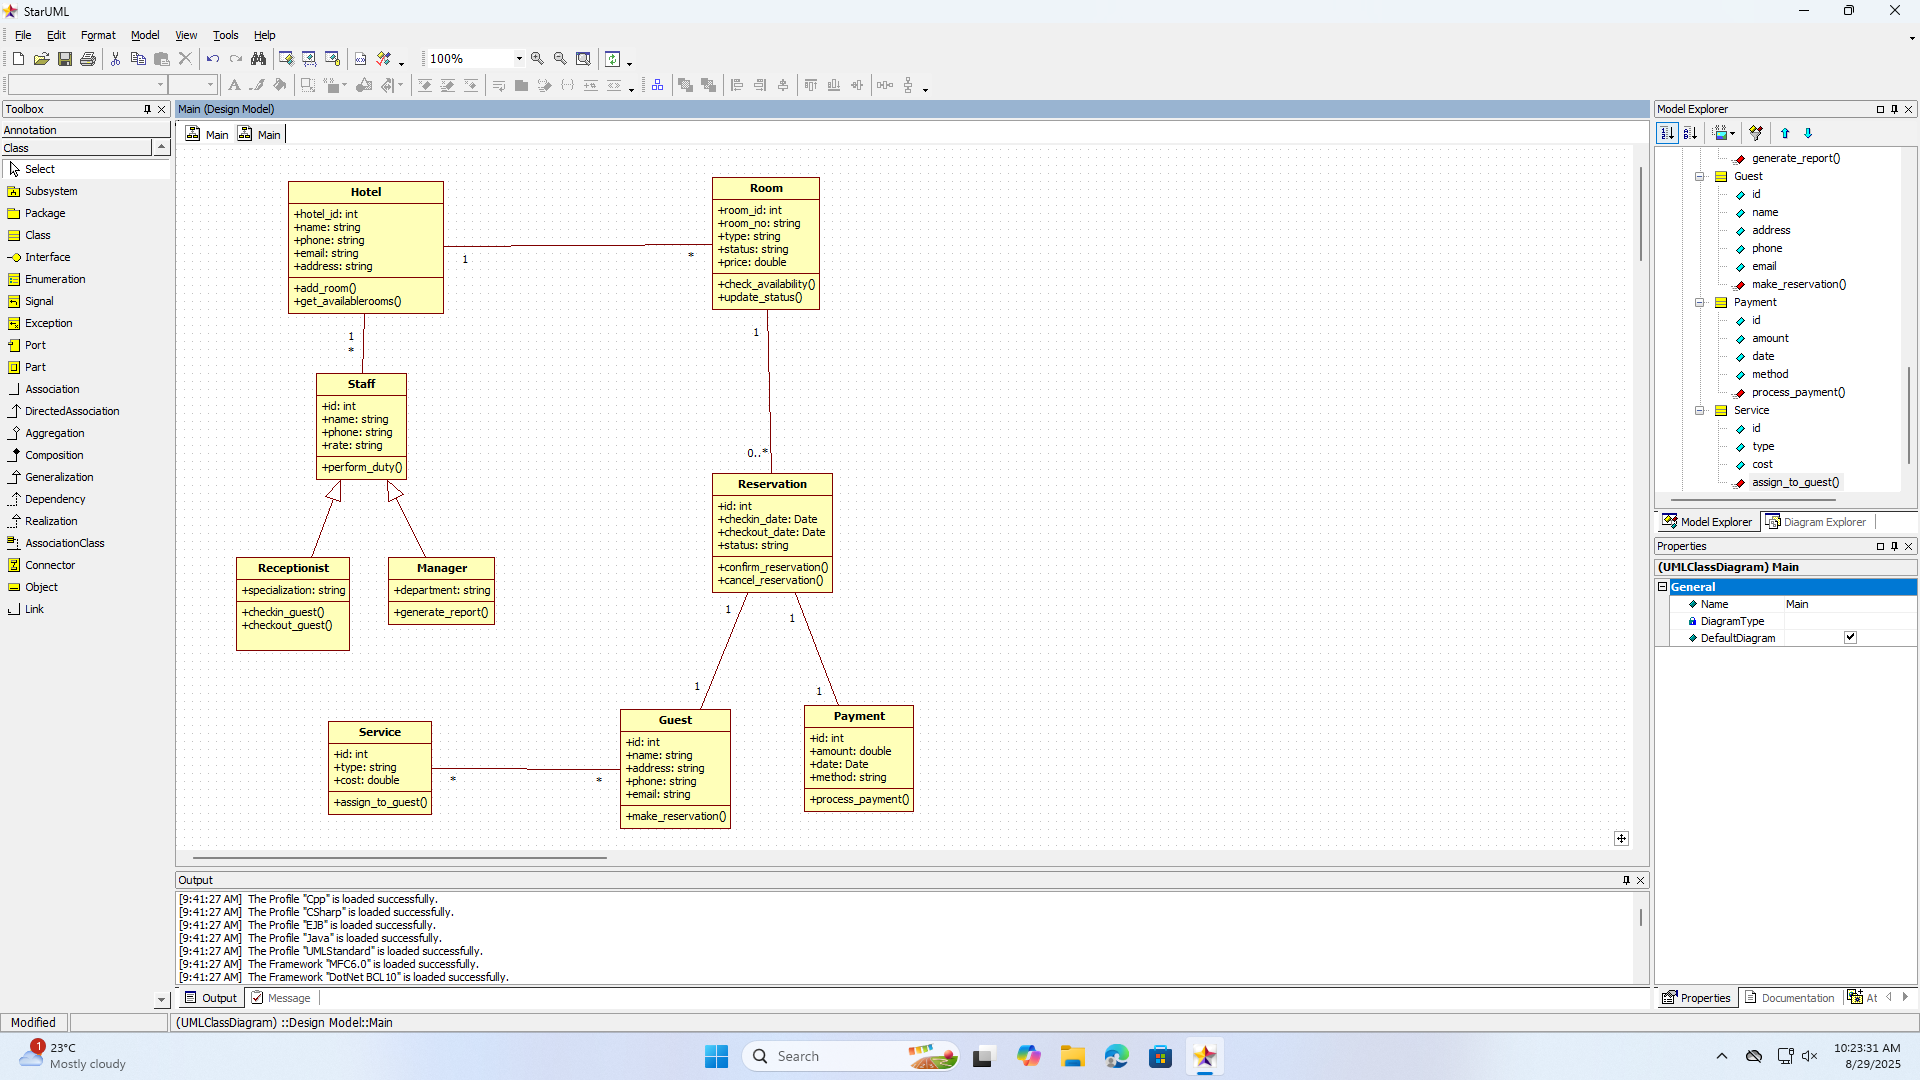 StarUML
File Edit Format Model View Tools Help
100%
Toolbox
Annotation
Class
Select
Subsystem
Package
Class
Interface
Enumeration
Signal
Exception
Port
Part
Association
DirectedAssociation
Aggregation
Composition
Generalization
Dependency
Realization
AssociationClass
Connector
Object
Link
Main (Design Model)
Main Main
Hotel
+hotel_id: int
+name: string
+phone: string
+email: string
+address: string
+add_room()
+get_availablerooms()
1
*
Room
+room_id: int
+room_no: string
+type: string
+status: string
+price: double
+check_availability()
+update_status()
1
*
Staff
+id: int
+name: string
+phone: string
+rate: string
+perform_duty()
1
0..*
Receptionist
+specialization: string
+checkin_guest()
+checkout_guest()
Manager
+department: string
+generate_report()
Reservation
+id: int
+checkin_date: Date
+checkout_date: Date
+status: string
+confirm_reservation()
+cancel_reservation()
1
1
1
1
Service
+id: int
+type: string
+cost: double
+assign_to_guest()
*
*
Guest
+id: int
+name: string
+address: string
+phone: string
+email: string
+make_reservation()
Payment
+id: int
+amount: double
+date: Date
+method: string
+process_payment()
Output
[9:41:27 AM] The Profile "Cpp" is loaded successfully.
[9:41:27 AM] The Profile "CSharp" is loaded successfully.
[9:41:27 AM] The Profile "EJB" is loaded successfully.
[9:41:27 AM] The Profile "Java" is loaded successfully.
[9:41:27 AM] The Profile "UMLStandard" is loaded successfully.
[9:41:27 AM] The Framework "MFC6.0" is loaded successfully.
[9:41:27 AM] The Framework "DotNet BCL10" is loaded successfully.
Output Message
Model Explorer
generate_report()
Guest
id
name
address
phone
email
make_reservation()
Payment
id
amount
date
method
process_payment()
Service
id
type
cost
assign_to_guest()
Model Explorer Diagram Explorer
Properties
(UMLClassDiagram) Main
General
Name Main
DiagramType
DefaultDiagram
Properties Documentation At
Modified (UMLClassDiagram) ::Design Model::Main
1
23°C
Mostly cloudy
Search
10:23:31 AM
8/29/2025